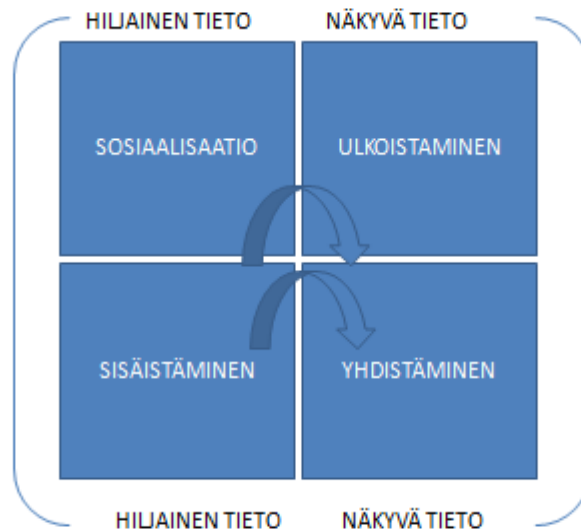 HILJAINEN TIETO NÄKYVÄ TIETO
SOSIAALISAATIO ULKOISTAMINEN
SISÄISTÄMINEN YHDISTÄMINEN
HILJAINEN TIETO NÄKYVÄ TIETO